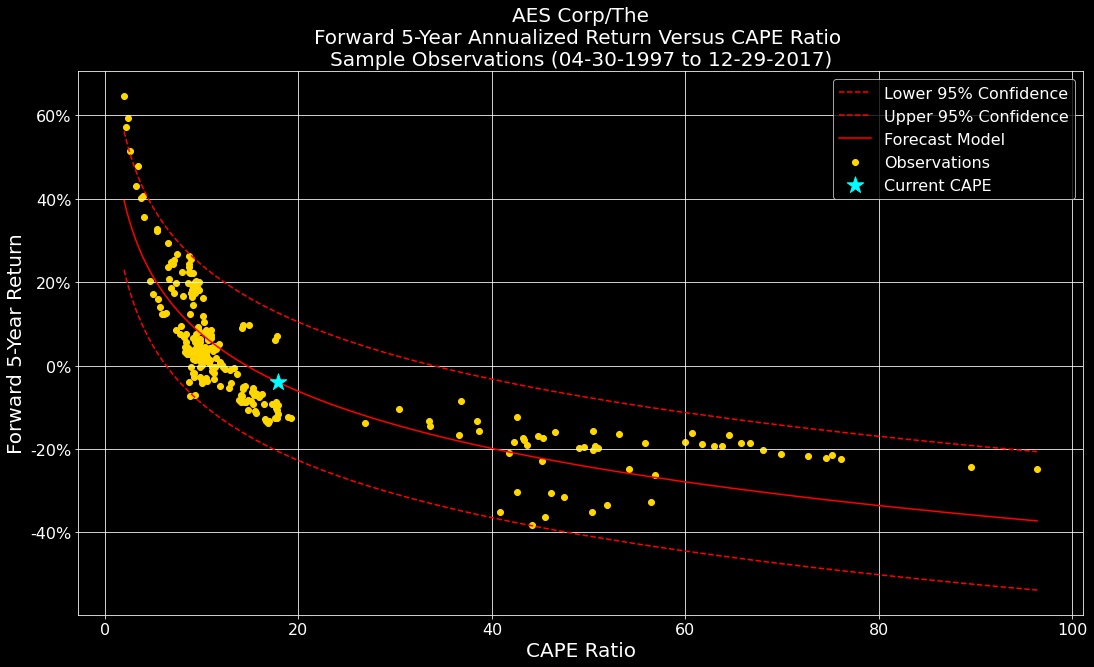 AES Corp/The
Forward 5-Year Annualized Return Versus CAPE Ratio
Sample Observations (04-30-1997 to 12-29-2017)
Lower 95% Confidence
Upper 95% Confidence
Forecast Model
Observations
Current CAPE
Forward 5-Year Return
60%
40%
20%
0%
-20%
-40%
0 20 40 60 80 100
CAPE Ratio